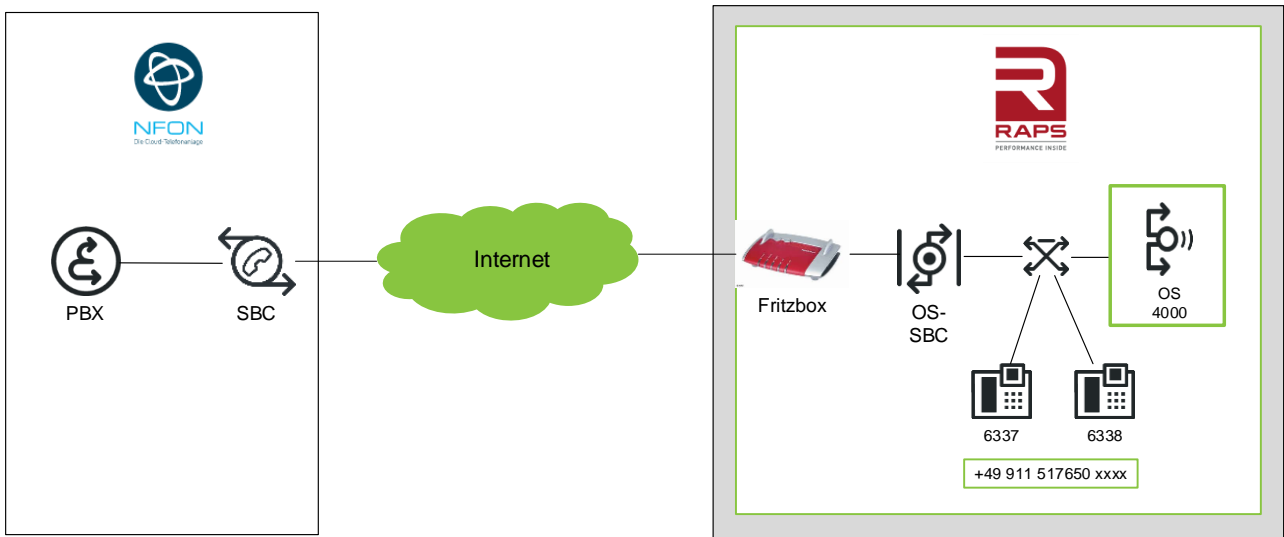 NFON
Die Cloud-Telefonanlage
RAPS
PERFORMANCE INSIDE
PBX
SBC
Internet
Fritzbox
OS-
SBC
OS
4000
6337
6338
+49 911 517650 xxxx